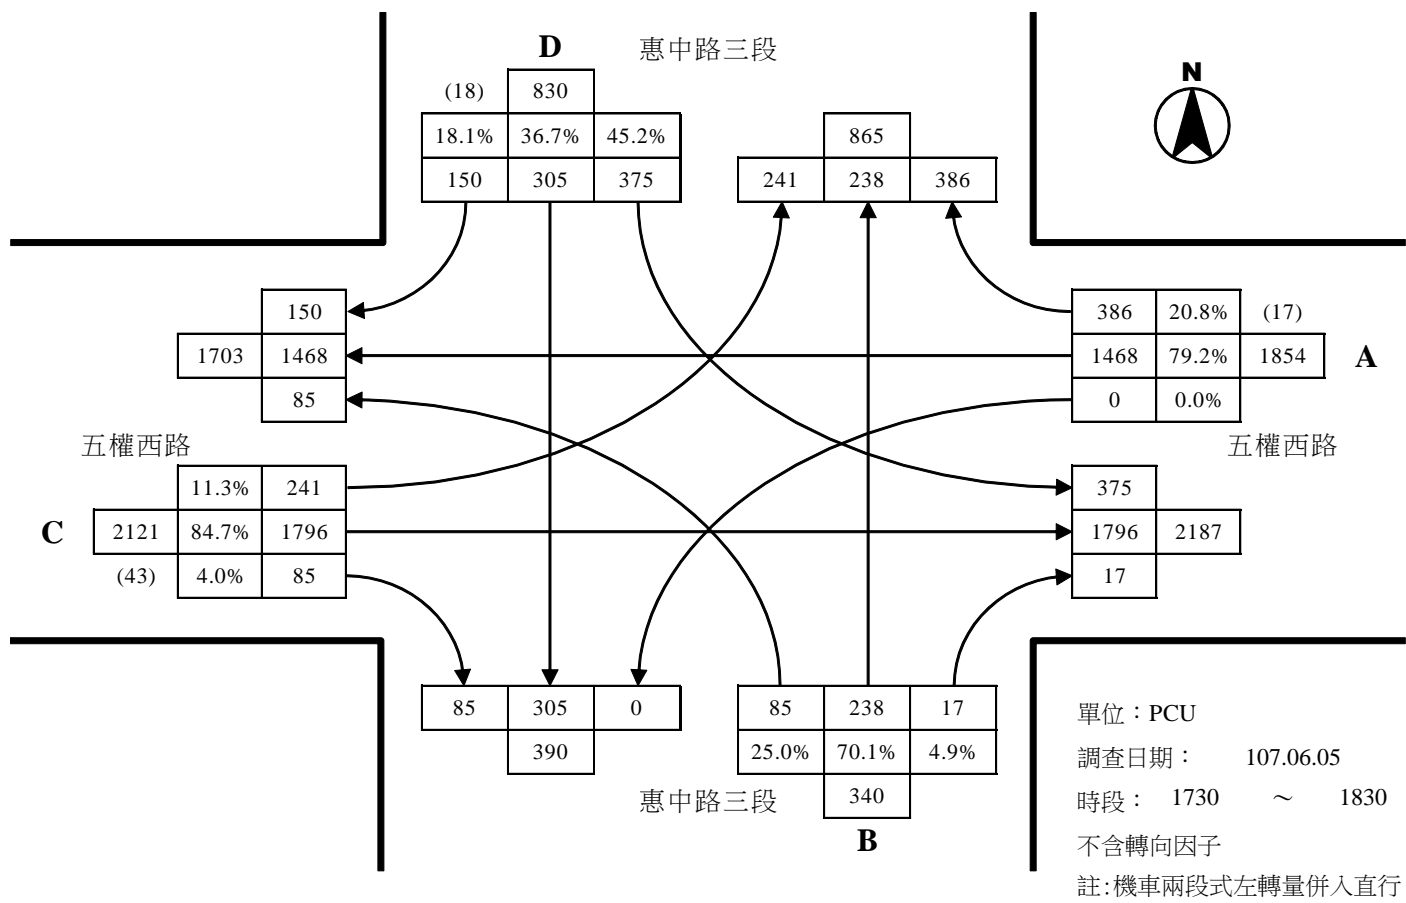 D 惠中路三段
N
(18) 830
18.1% 36.7% 45.2%
150 305 375
865
241 238 386
150
1703 1468
85
386 20.8% (17)
1468 79.2% 1854 A
0 0.0%
五權西路
五權西路
11.3% 241
C 2121 84.7% 1796
(43) 4.0% 85
375
1796 2187
17
85 305 0
390
85 238 17
25.0% 70.1% 4.9%
340
惠中路三段
B
單位：PCU
調查日期： 107.06.05
時段： 1730 ～ 1830
不含轉向因子
註:機車兩段式左轉量併入直行